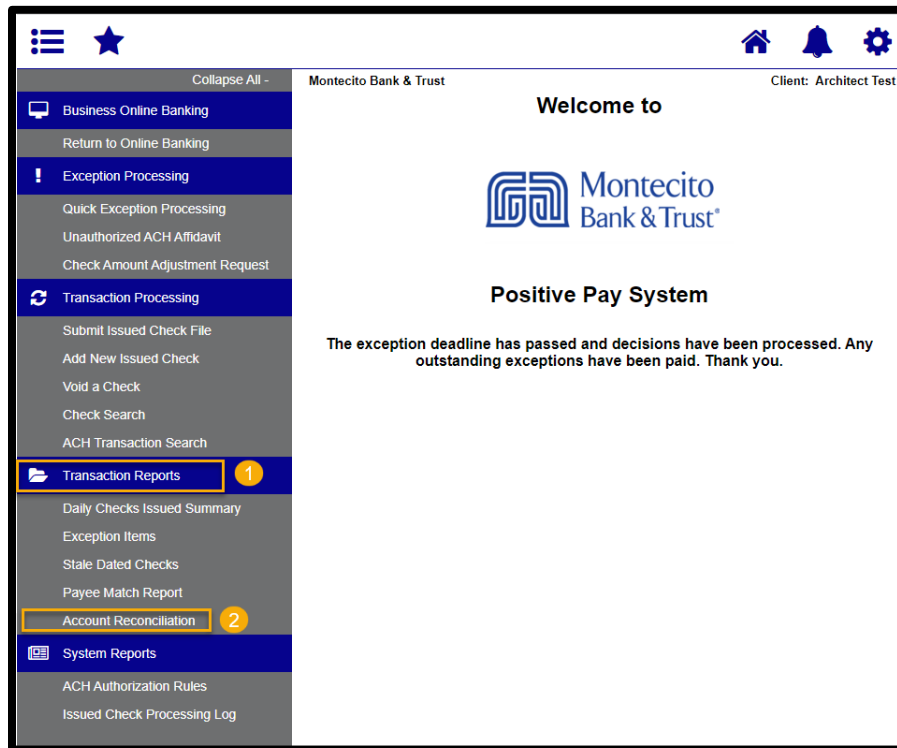 Collapse All -
Business Online Banking
Return to Online Banking
! Exception Processing
Quick Exception Processing
Unauthorized ACH Affidavit
Check Amount Adjustment Request
Transaction Processing
Submit Issued Check File
Add New Issued Check
Void a Check
Check Search
ACH Transaction Search
Transaction Reports 1
Daily Checks Issued Summary
Exception Items
Stale Dated Checks
Payee Match Report
Account Reconciliation 2
System Reports
ACH Authorization Rules
Issued Check Processing Log
Montecito Bank & Trust
Client: Architect Test
Welcome to
Montecito
Bank & Trust®
Positive Pay System
The exception deadline has passed and decisions have been processed. Any
outstanding exceptions have been paid. Thank you.